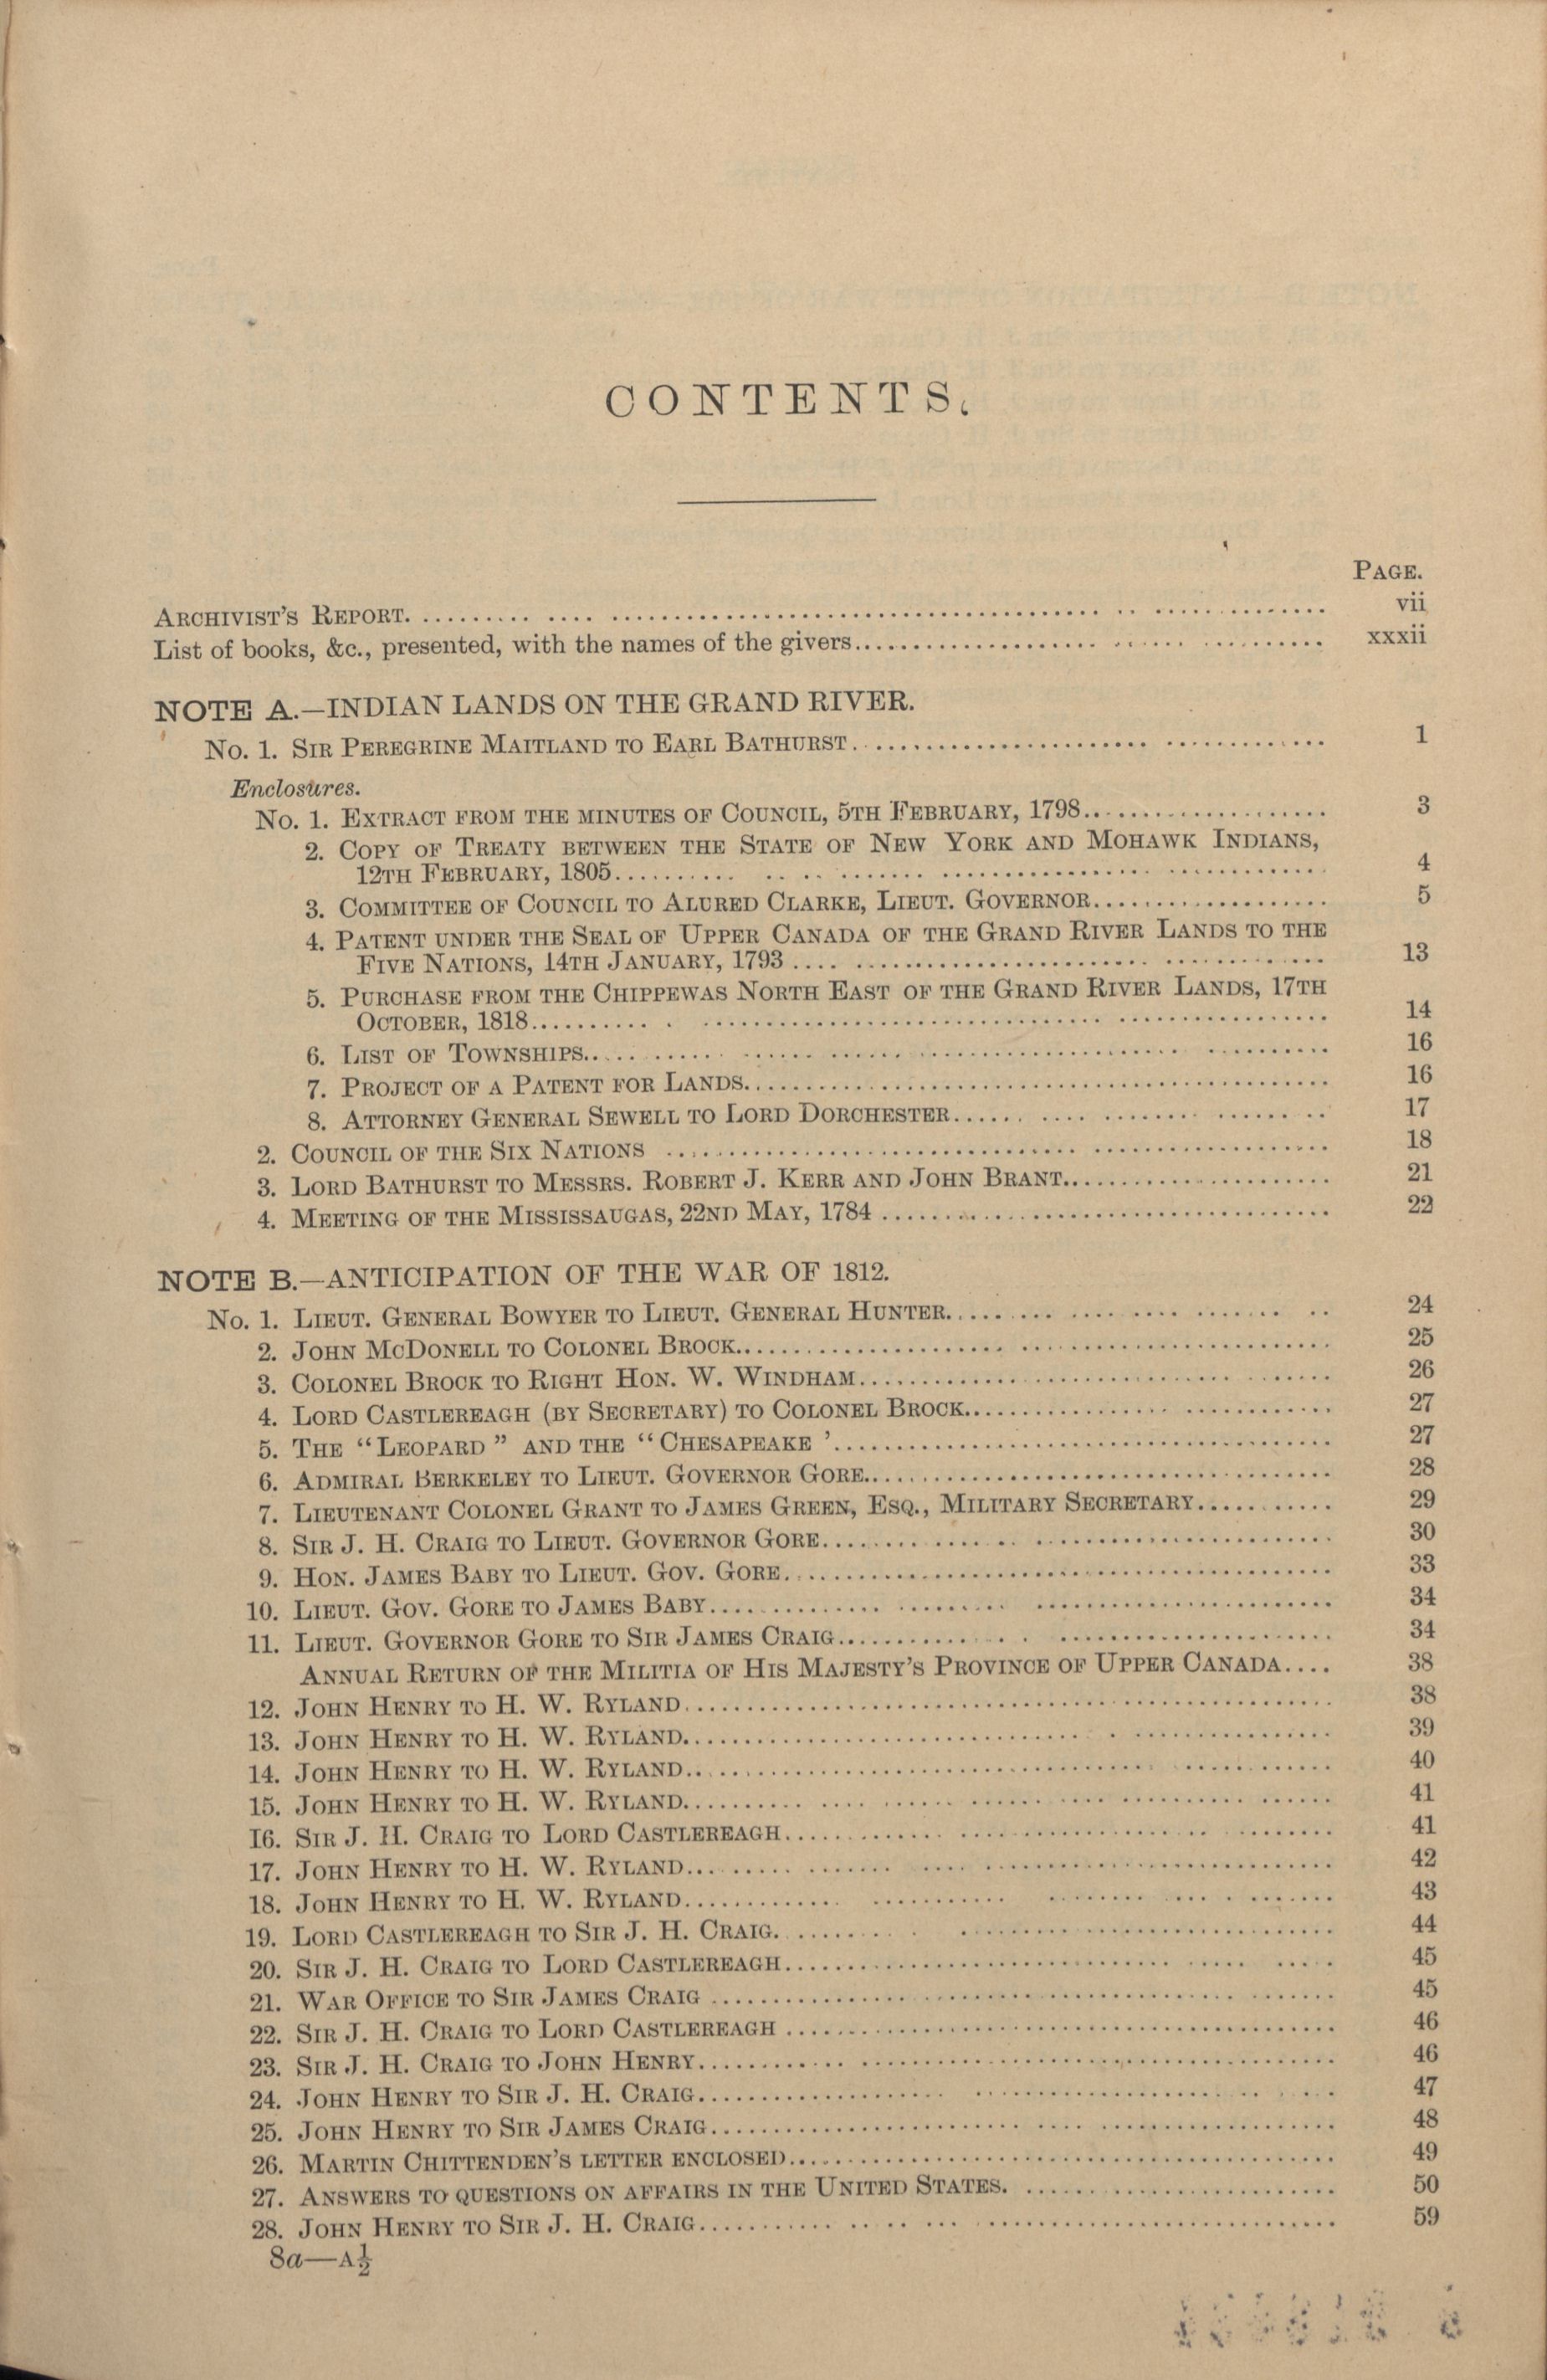 CONTENTS.
PAGE.
ARCHIVIST'S REPORT. vii
List of books, &c., presented, with the names of the givers. xxxii
NOTE A.—INDIAN LANDS ON THE GRAND RIVER.
No. 1. SIR PEREGRINE MAITLAND TO EARL BATHURST. 1
Enclosures.
No. 1. EXTRACT FROM THE MINUTES OF COUNCIL, 5TH FEBRUARY, 1798. 3
2. COPY OF TREATY BETWEEN THE STATE OF NEW YORK AND MOHAWK INDIANS,
12TH FEBRUARY, 1805. 4
3. COMMITTEE OF COUNCIL TO ALURED CLARKE, LIEUT. GOVERNOR. 5
4. PATENT UNDER THE SEAL OF UPPER CANADA OF THE GRAND RIVER LANDS TO THE
FIVE NATIONS, 14TH JANUARY, 1793 13
5. PURCHASE FROM THE CHIPPEWAS NORTH EAST OF THE GRAND RIVER LANDS, 17TH
OCTOBER, 1818. 14
6. LIST OF TOWNSHIPS. 16
7. PROJECT OF A PATENT FOR LANDS. 16
8. ATTORNEY GENERAL SEWELL TO LORD DORCHESTER. 17
2. COUNCIL OF THE SIX NATIONS 18
3. LORD BATHURST TO MESSRS. ROBERT J. KERR AND JOHN BRANT. 21
4. MEETING OF THE MISSISSAUGAS, 22ND MAY, 1784 22
NOTE B.—ANTICIPATION OF THE WAR OF 1812.
No. 1. LIEUT. GENERAL BOWYER TO LIEUT. GENERAL HUNTER. 24
2. JOHN MCDONELL TO COLONEL BROCK. 25
3. COLONEL BROCK TO RIGHT HON. W. WINDHAM. 26
4. LORD CASTLEREAGH (BY SECRETARY) TO COLONEL BROCK. 27
5. THE "LEOPARD" AND THE "CHESAPEAKE'. 27
6. ADMIRAL BERKELEY TO LIEUT. GOVERNOR GORE. 28
7. LIEUTENANT COLONEL GRANT TO JAMES GREEN, ESQ., MILITARY SECRETARY. 29
8. SIR J. H. CRAIG TO LIEUT. GOVERNOR GORE. 30
9. HON. JAMES BABY TO LIEUT. GOV. GORE. 33
10. LIEUT. GOV. GORE TO JAMES BABY. 34
11. LIEUT. GOVERNOR GORE TO SIR JAMES CRAIG. 34
ANNUAL RETURN OF THE MILITIA OF HIS MAJESTY'S PROVINCE OF UPPER CANADA. 38
12. JOHN HENRY TO H. W. RYLAND. 38
13. JOHN HENRY TO H. W. RYLAND. 39
14. JOHN HENRY TO H. W. RYLAND. 40
15. JOHN HENRY TO H. W. RYLAND. 41
16. SIR J. H. CRAIG TO LORD CASTLEREAGH. 41
17. JOHN HENRY TO H. W. RYLAND. 42
18. JOHN HENRY TO H. W. RYLAND. 43
19. LORD CASTLEREAGH TO SIR J. H. CRAIG. 44
20. SIR J. H. CRAIG TO LORD CASTLEREAGH. 45
21. WAR OFFICE TO SIR JAMES CRAIG 45
22. SIR J. H. CRAIG TO LORD CASTLEREAGH 46
23. SIR J. H. CRAIG TO JOHN HENRY. 46
24. JOHN HENRY TO SIR J. H. CRAIG. 47
25. JOHN HENRY TO SIR JAMES CRAIG. 48
26. MARTIN CHITTENDEN'S LETTER ENCLOSED. 49
27. ANSWERS TO QUESTIONS ON AFFAIRS IN THE UNITED STATES. 50
28. JOHN HENRY TO SIR J. H. CRAIG. 59
8a—A½